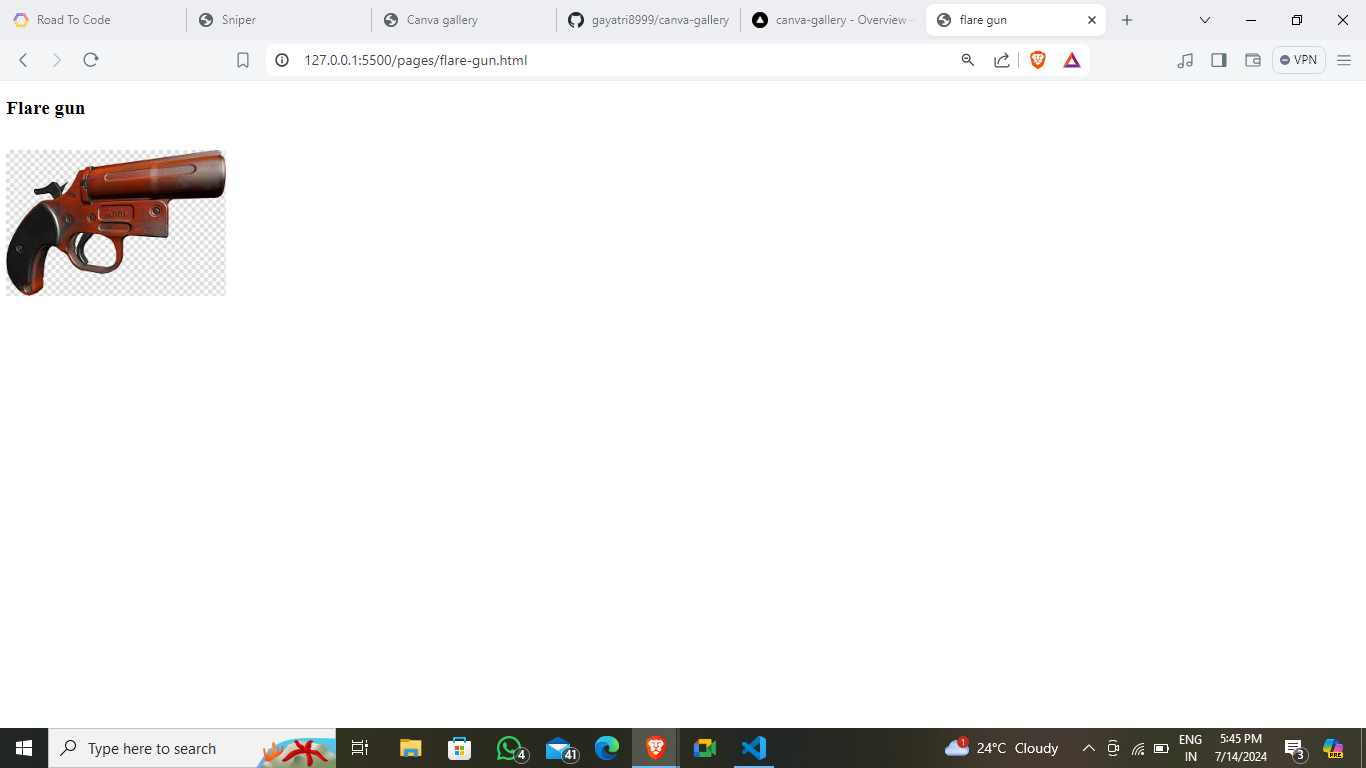 Road To Code
Sniper
Canva gallery
gayatri8999/canva-gallery
canva-gallery - Overview -
flare gun
127.0.0.1:5500/pages/flare-gun.html
VPN
Flare gun
Type here to search
4
41
1
24°C Cloudy
ENG
IN
5:45 PM
7/14/2024
3
PRE